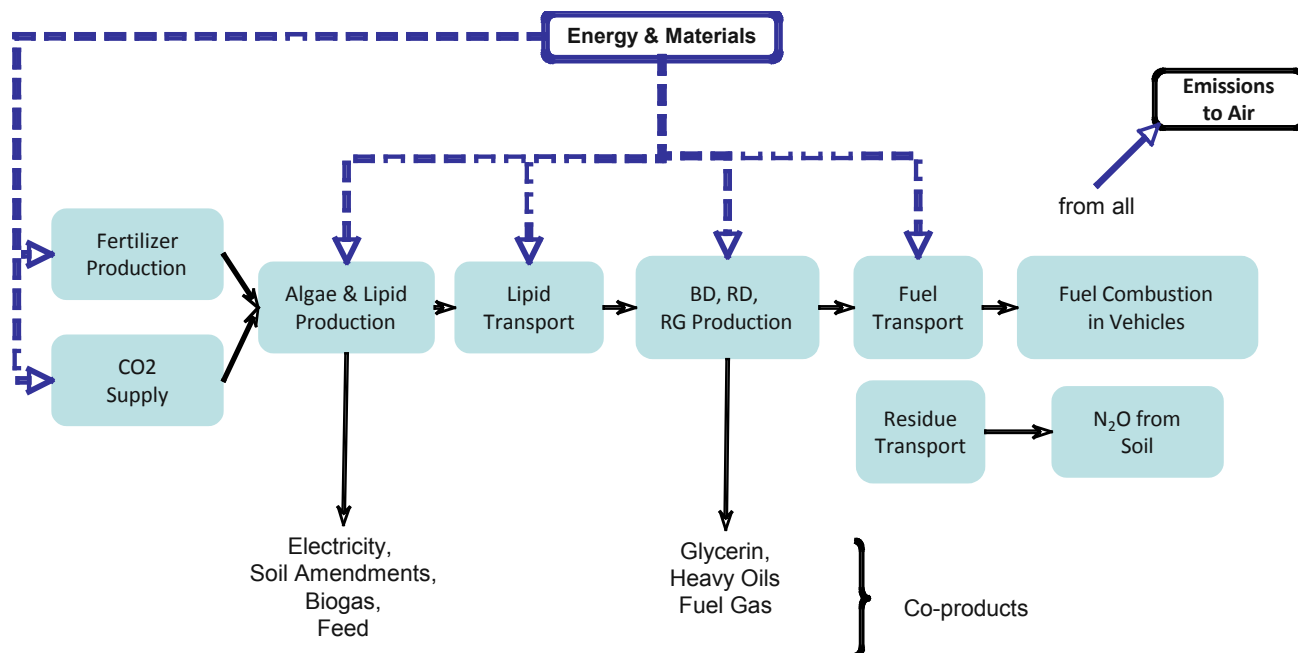 Energy & Materials
Emissions
to Air
from all
Fertilizer
Production
Algae & Lipid
Production
Lipid
Transport
BD, RD,
RG Production
Fuel
Transport
Fuel Combustion
in Vehicles
CO2
Supply
Residue
Transport
N₂O from
Soil
Electricity,
Soil Amendments,
Biogas,
Feed
Glycerin,
Heavy Oils
Fuel Gas
Co-products